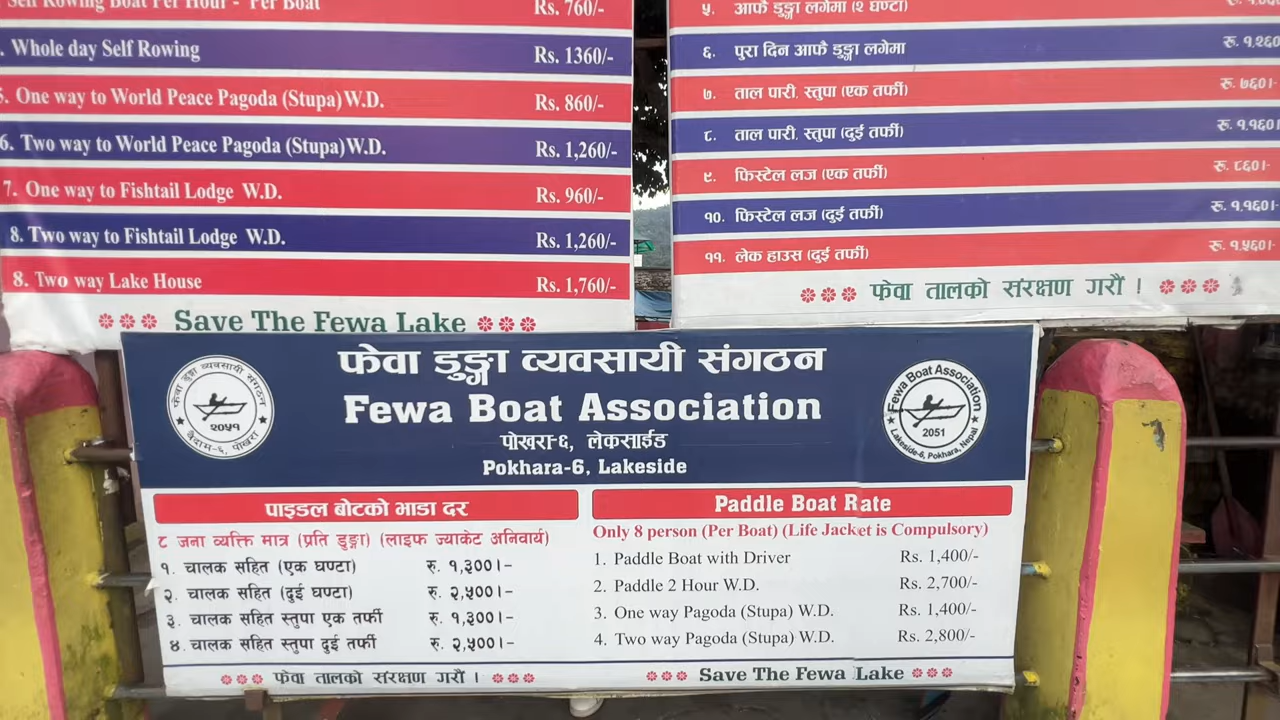 Self Rowing Boat Per Hour - Per Boat Rs. 760/-
. Whole day Self Rowing Rs. 1360/-
5. One way to World Peace Pagoda (Stupa) W.D. Rs. 860/-
6. Two way to World Peace Pagoda (Stupa) W.D. Rs. 1,260/-
7. One way to Fishtail Lodge W.D. Rs. 960/-
8. Two way to Fishtail Lodge W.D. Rs. 1,260/-
8. Two way Lake House Rs. 1,760/-
Save The Fewa Lake
५. आफै डुङ्गा लगेमा (२ घण्टा)
६. पुरा दिन आफै डुङ्गा लगेमा रु. १,२६०
७. ताल पारी, स्तुपा (एक तर्फी) रु. ७६०।-
८. ताल पारी, स्तुपा (दुई तर्फी) रु. १,१६०।
९. फिस्टेल लज (एक तर्फी) रु. ८६०।-
१०. फिस्टेल लज (दुई तर्फी) रु. १,१६०।-
११. लेक हाउस (दुई तर्फी) रु. १,५६०।-
फेवा तालको संरक्षण गरौं !
फेवा डुङ्गा व्यवसायी संगठन
Fewa Boat Association
पोखरा-६, लेकसाईड
Pokhara-6, Lakeside
फेवा डुङ्गा व्यवसायी संगठन
२०५१
बैदाम-६, पोखरा
Fewa Boat Association
2051
Lakeside-6, Pokhara, Nepal
पाइडल बोटको भाडा दर
८ जना व्यक्ति मात्र (प्रति डुङ्गा) (लाइफ ज्याकेट अनिवार्य)
१. चालक सहित (एक घण्टा) रु. १,३००।-
२. चालक सहित (दुई घण्टा) रु. २,५००।-
३. चालक सहित स्तुपा एक तर्फी रु. १,३००।-
४. चालक सहित स्तुपा दुई तर्फी रु. २,५००।-
फेवा तालको संरक्षण गरौं !
Paddle Boat Rate
Only 8 person (Per Boat) (Life Jacket is Compulsory)
1. Paddle Boat with Driver Rs. 1,400/-
2. Paddle 2 Hour W.D. Rs. 2,700/-
3. One way Pagoda (Stupa) W.D. Rs. 1,400/-
4. Two way Pagoda (Stupa) W.D. Rs. 2,800/-
Save The Fewa Lake